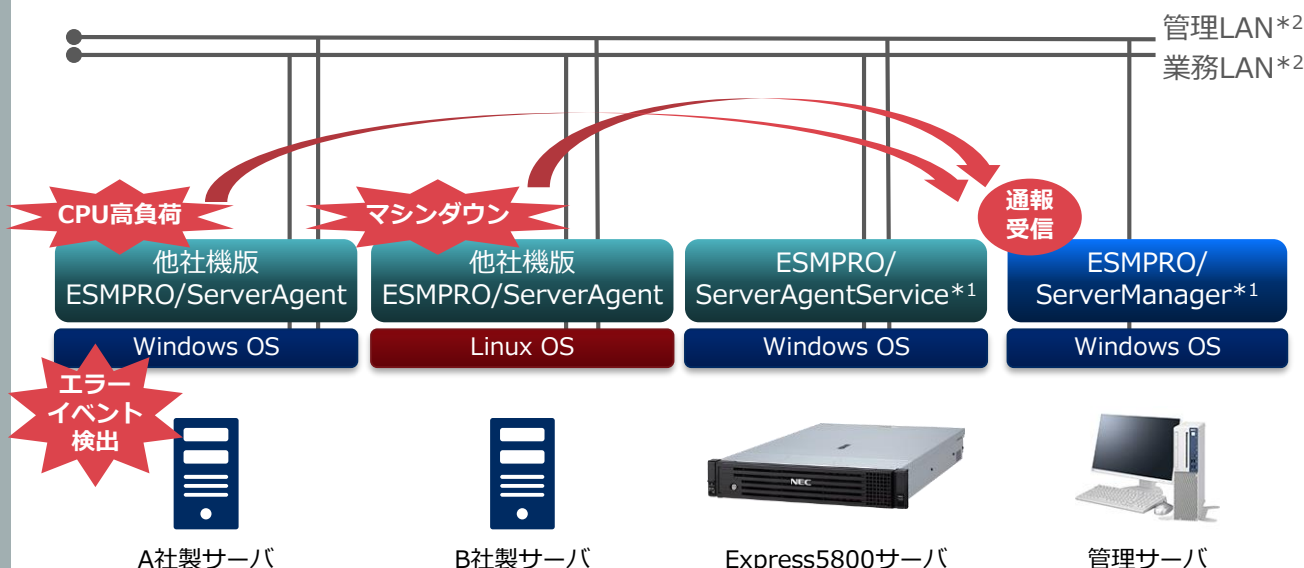 管理LAN*2
業務LAN*2
CPU高負荷
マシンダウン
通報
受信
他社機版
ESMPRO/ServerAgent
他社機版
ESMPRO/ServerAgent
ESMPRO/
ServerAgentService*1
ESMPRO/
ServerManager*1
Windows OS
Linux OS
Windows OS
Windows OS
エラー
イベント
検出
NEC
A社製サーバ
B社製サーバ
Express5800サーバ
管理サーバ